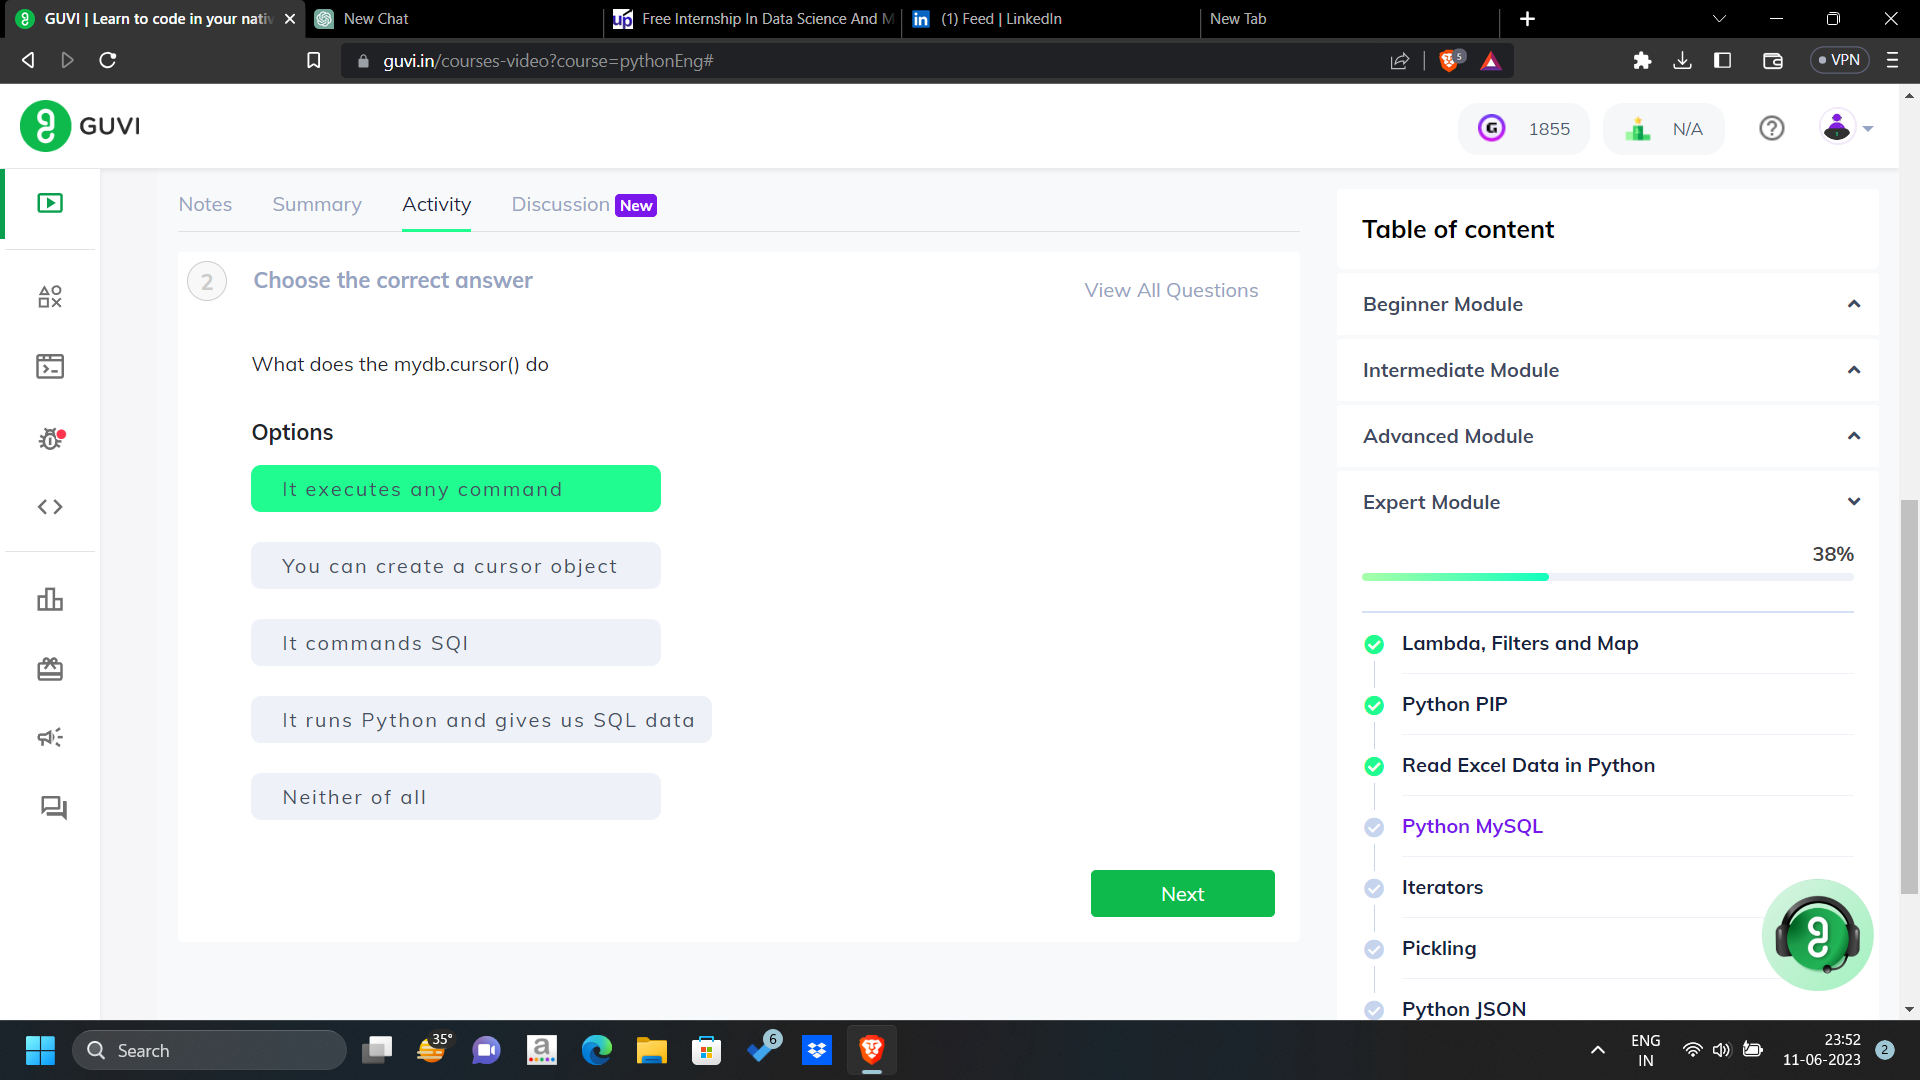 GUVI | Learn to code in your nativ
New Chat
up Free Internship In Data Science And M
in (1) Feed | LinkedIn
New Tab
guvi.in/courses-video?course=pythonEng#
5
VPN
GUVI
G 1855
N/A
Notes Summary Activity Discussion New
2 Choose the correct answer
View All Questions
What does the mydb.cursor() do
Options
It executes any command
You can create a cursor object
It commands SQl
It runs Python and gives us SQL data
Neither of all
Next
Table of content
Beginner Module
Intermediate Module
Advanced Module
Expert Module
38%
Lambda, Filters and Map
Python PIP
Read Excel Data in Python
Python MySQL
Iterators
Pickling
Python JSON
Search
35°
a
6
ENG
IN
23:52
11-06-2023
2